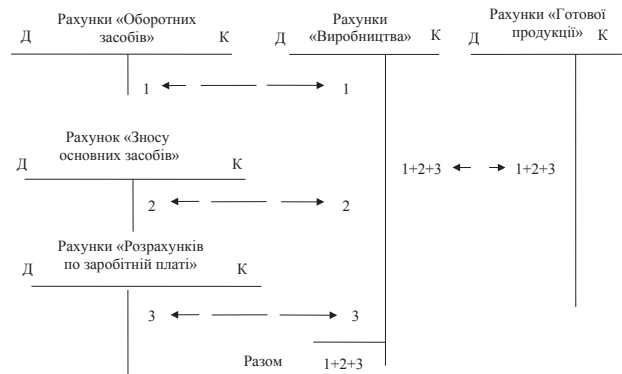 Рахунки «Оборотних
засобів»
Д К
Рахунки
«Виробництва»
Д К
Рахунки «Готової
продукції»
Д К
1 1
Рахунок «Зносу
основних засобів»
Д К
1+2+3 1+2+3
2 2
Рахунки «Розрахунків
по заробітній платі»
Д К
3 3
Разом 1+2+3